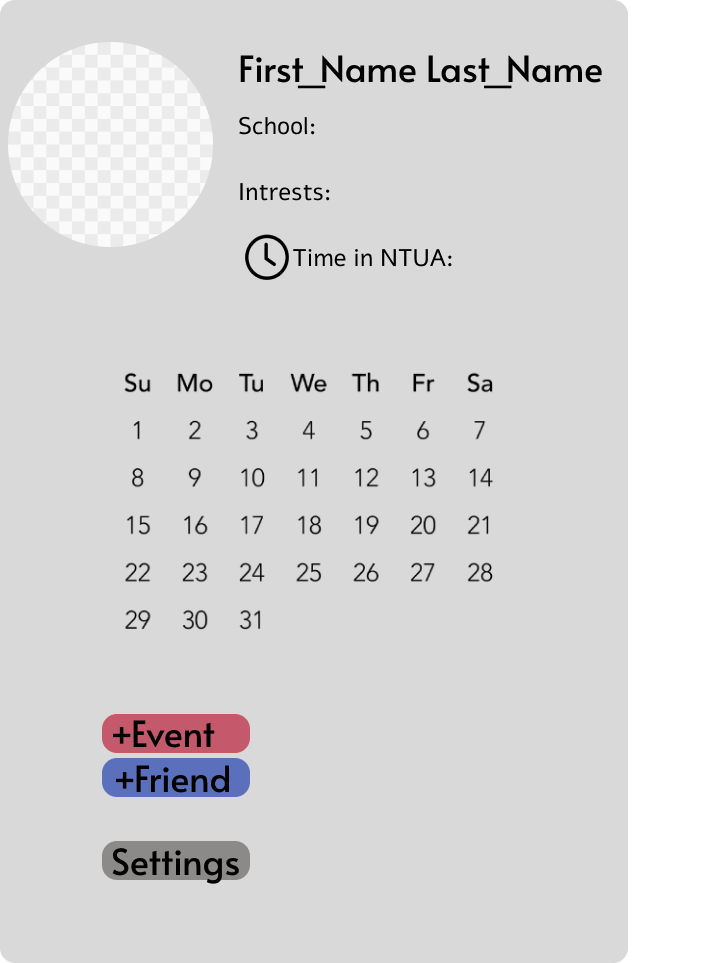 First_Name Last_Name
School:
Intrests:
Time in NTUA:
Su Mo Tu We Th Fr Sa
1 2 3 4 5 6 7
8 9 10 11 12 13 14
15 16 17 18 19 20 21
22 23 24 25 26 27 28
29 30 31
+Event
+Friend
Settings